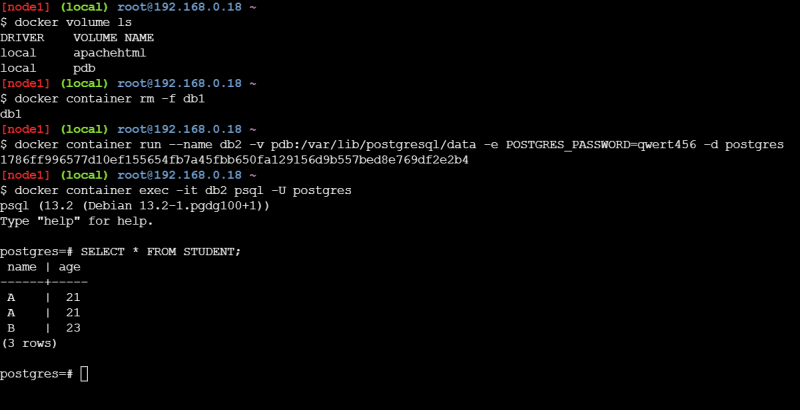 [node1] (local) root@192.168.0.18 ~
$ docker volume ls
DRIVER    VOLUME NAME
local     apachehtml
local     pdb
[node1] (local) root@192.168.0.18 ~
$ docker container rm -f db1
db1
[node1] (local) root@192.168.0.18 ~
$ docker container run --name db2 -v pdb:/var/lib/postgresql/data -e POSTGRES_PASSWORD=qwert456 -d postgres
1786ff996577d10ef155654fb7a45fbb650fa129156d9b557bed8e769df2e2b4
[node1] (local) root@192.168.0.18 ~
$ docker container exec -it db2 psql -U postgres
psql (13.2 (Debian 13.2-1.pgdg100+1))
Type "help" for help.
postgres=# SELECT * FROM STUDENT;
 name | age
------+-----
 A    |  21
 A    |  21
 B    |  23
(3 rows)
postgres=#